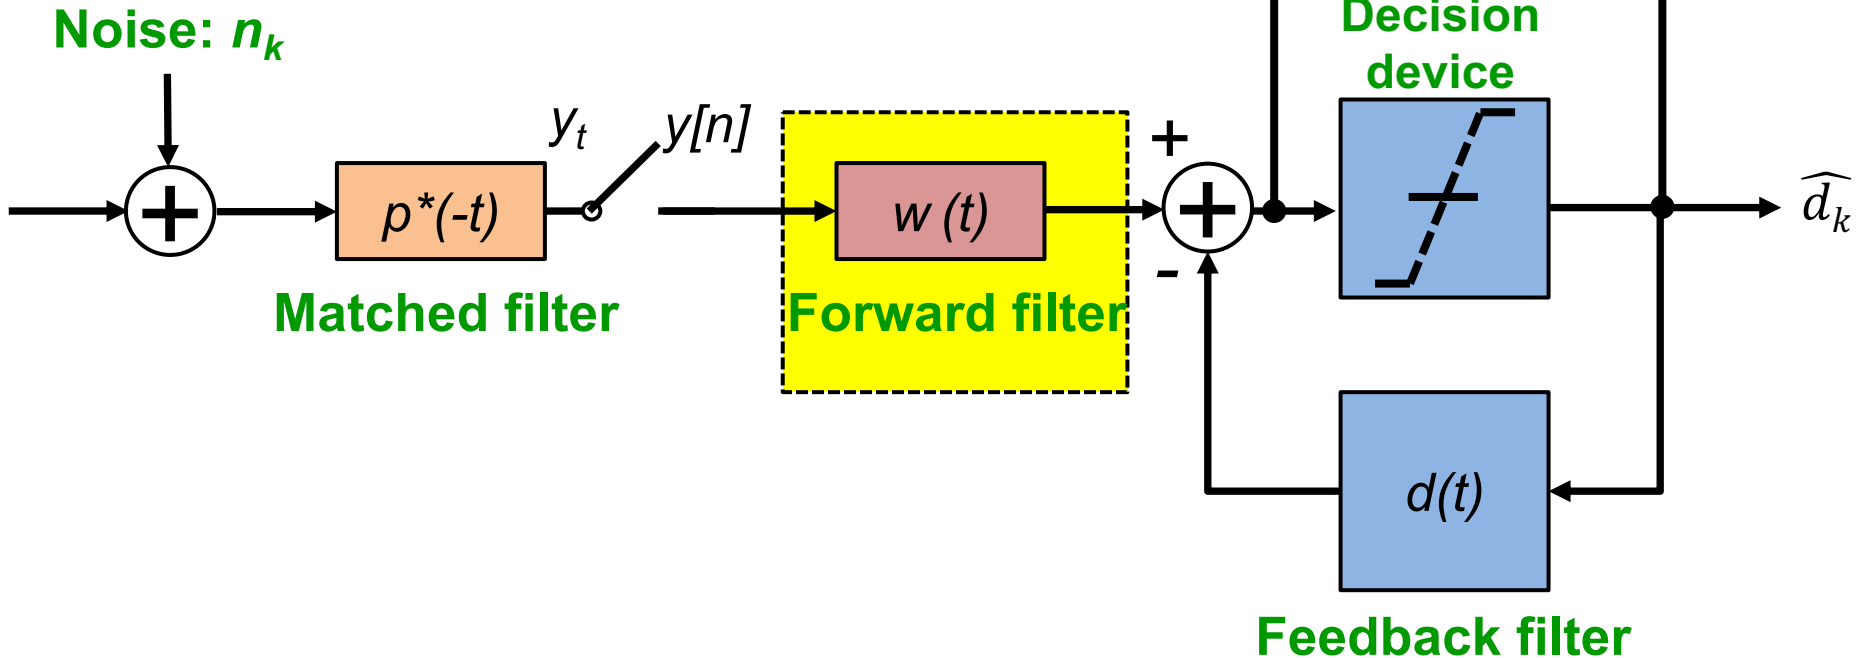 Noise: nₖ
Decision
device
yₜ
y[n]
+
p*(-t)
w (t)
d̂ₖ
-
Matched filter
Forward filter
d(t)
Feedback filter